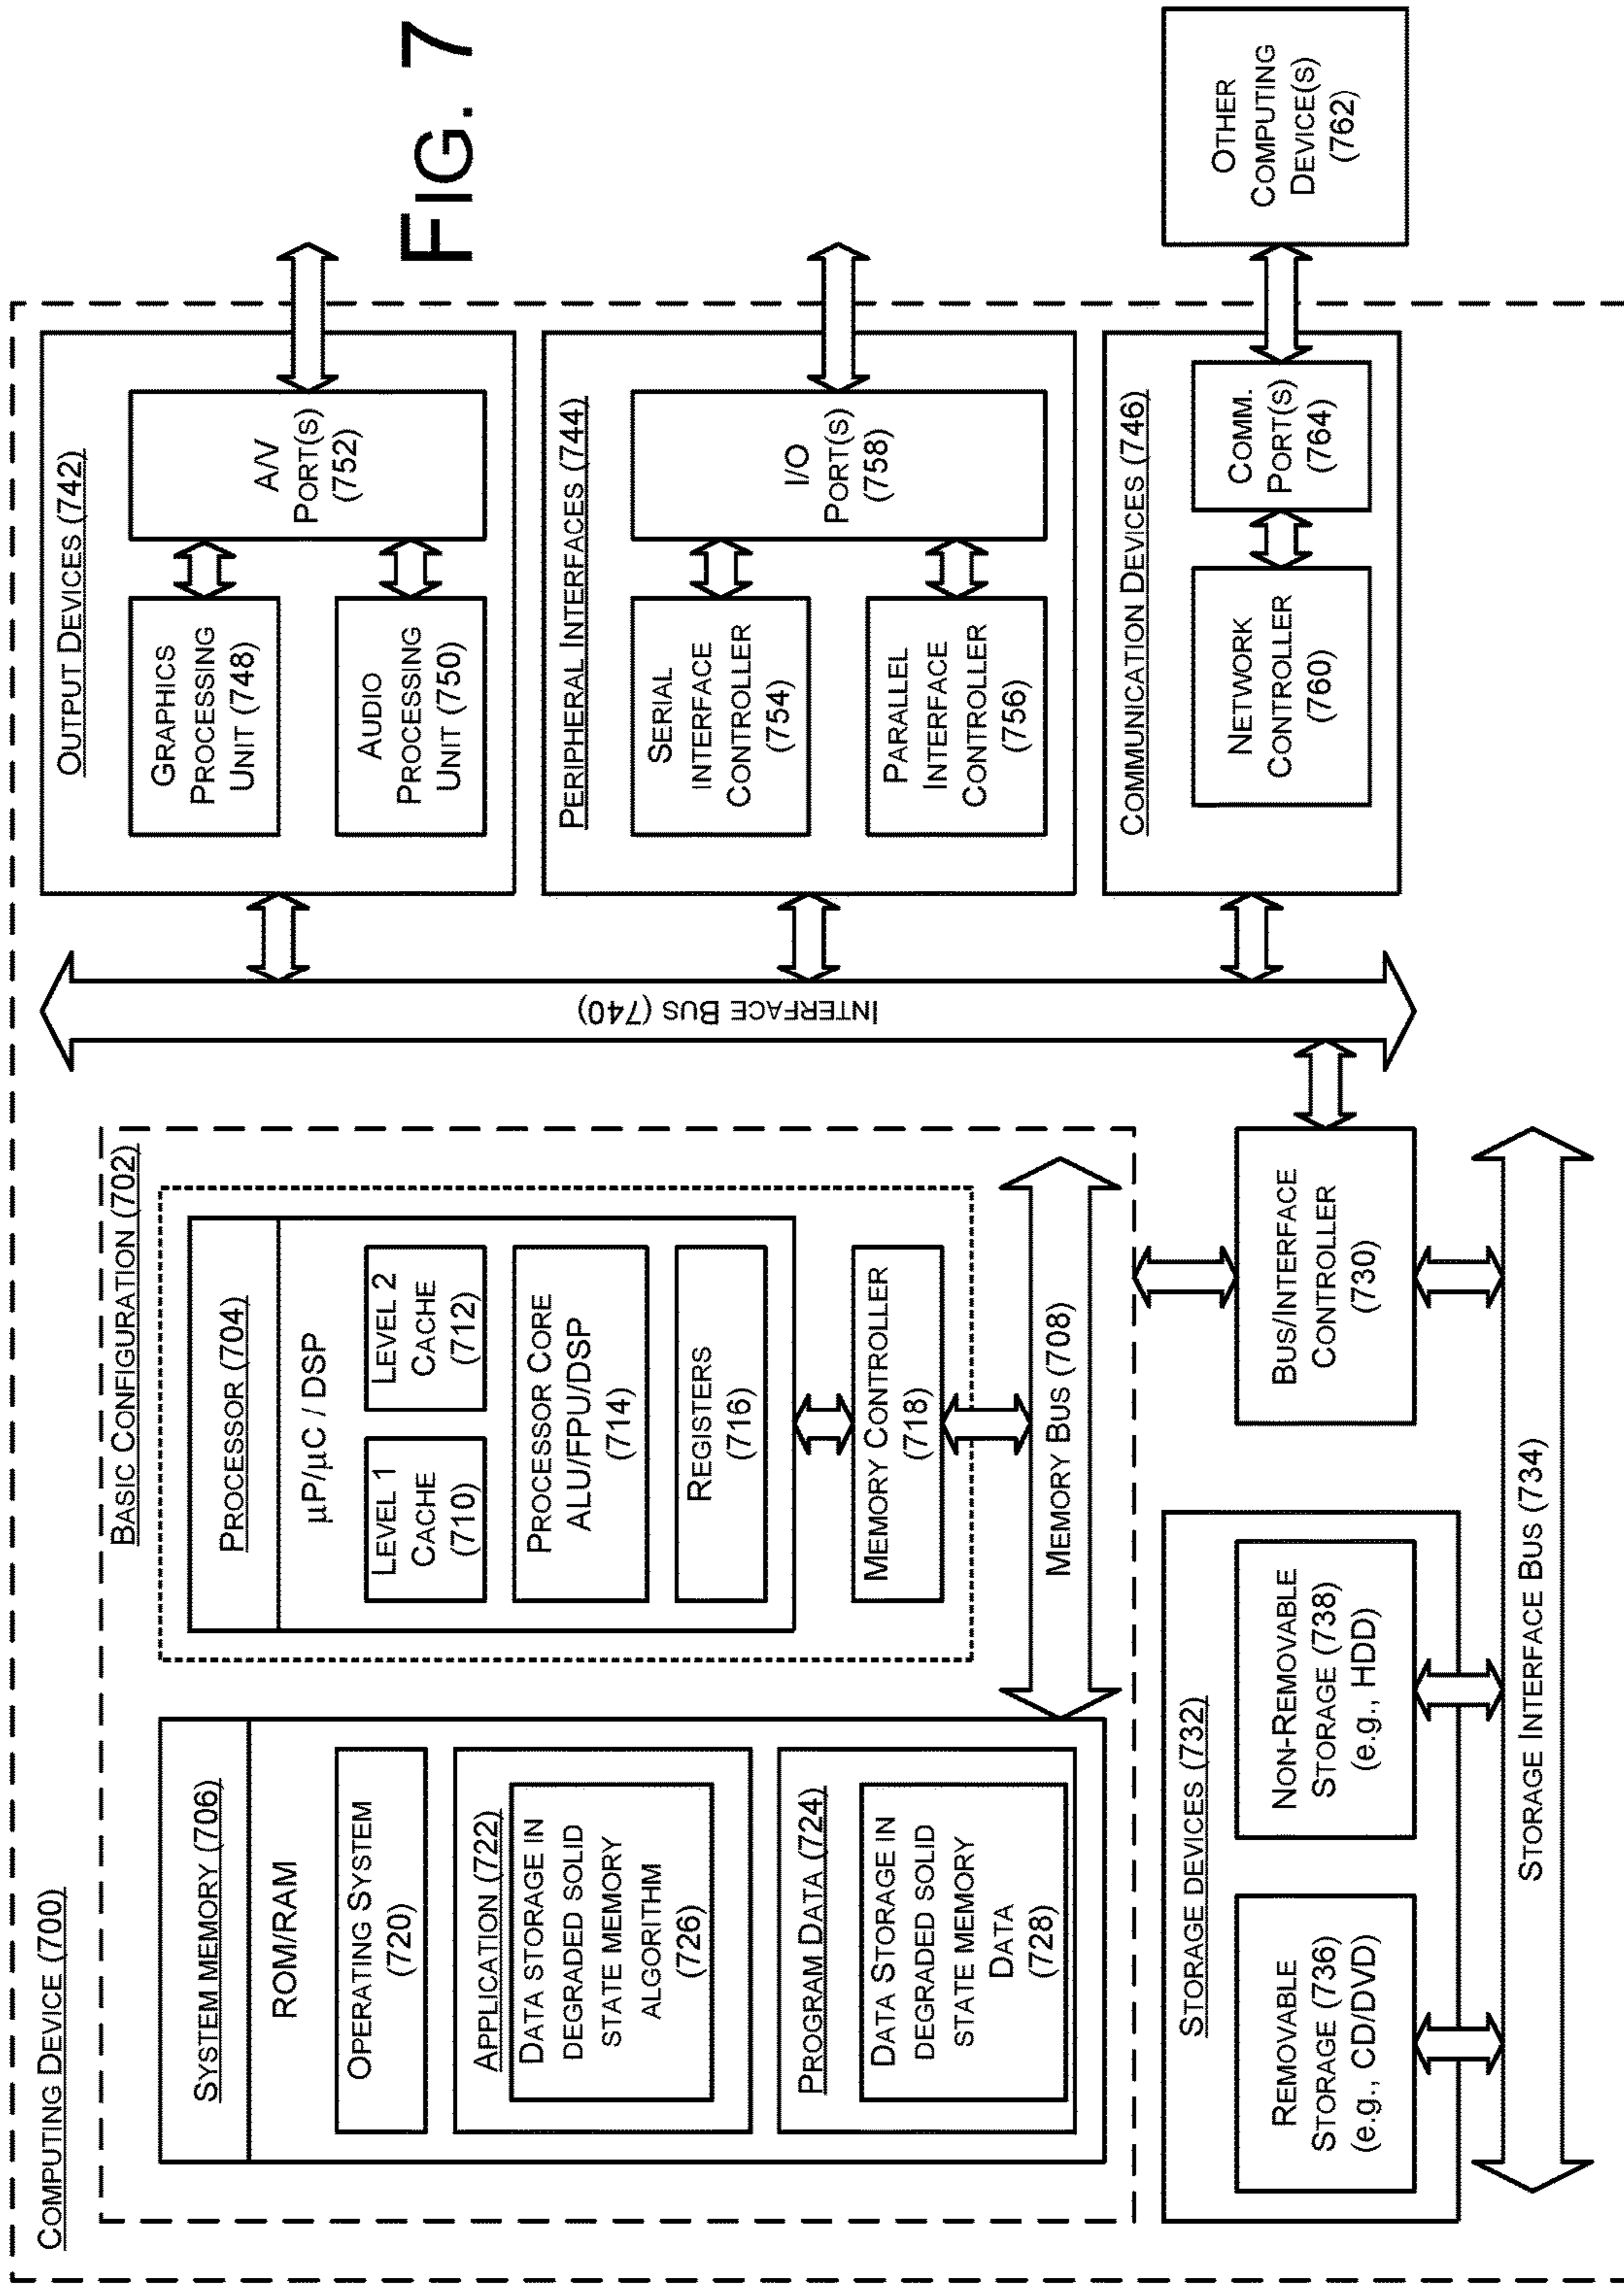 COMPUTING DEVICE (700)
BASIC CONFIGURATION (702)
SYSTEM MEMORY (706)
ROM/RAM
OPERATING SYSTEM
(720)
APPLICATION (722)
DATA STORAGE IN
DEGRADED SOLID
STATE MEMORY
ALGORITHM
(726)
PROGRAM DATA (724)
DATA STORAGE IN
DEGRADED SOLID
STATE MEMORY
DATA
(728)
PROCESSOR (704)
µP/µC / DSP
LEVEL 1
CACHE
(710)
LEVEL 2
CACHE
(712)
PROCESSOR CORE
ALU/FPU/DSP
(714)
REGISTERS
(716)
MEMORY CONTROLLER
(718)
MEMORY BUS (708)
STORAGE DEVICES (732)
REMOVABLE
STORAGE (736)
(e.g., CD/DVD)
NON-REMOVABLE
STORAGE (738)
(e.g., HDD)
STORAGE INTERFACE BUS (734)
BUS/INTERFACE
CONTROLLER
(730)
INTERFACE BUS (740)
OUTPUT DEVICES (742)
GRAPHICS
PROCESSING
UNIT (748)
AUDIO
PROCESSING
UNIT (750)
A/V
PORT(S)
(752)
PERIPHERAL INTERFACES (744)
SERIAL
INTERFACE
CONTROLLER
(754)
PARALLEL
INTERFACE
CONTROLLER
(756)
I/O
PORT(S)
(758)
COMMUNICATION DEVICES (746)
NETWORK
CONTROLLER
(760)
COMM.
PORT(S)
(764)
OTHER
COMPUTING
DEVICE(S)
(762)
FIG. 7